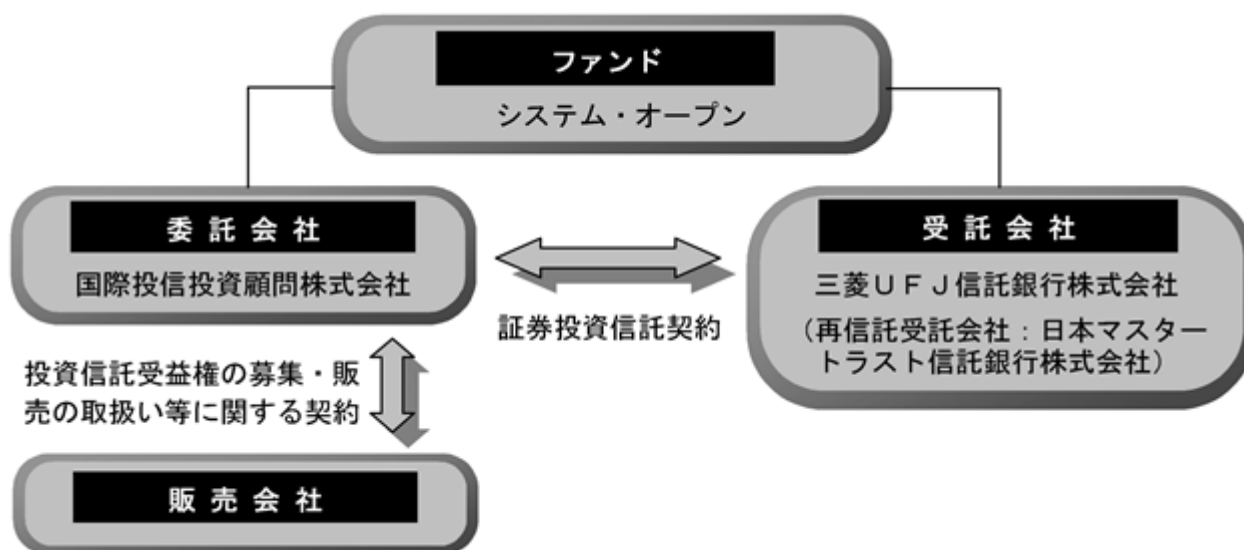 ファンド
システム・オープン
委託会社
国際投信投資顧問株式会社
受託会社
三菱UFJ信託銀行株式会社
(再信託受託会社:日本マスター
トラスト信託銀行株式会社)
証券投資信託契約
投資信託受益権の募集・販
売の取扱い等に関する契約
販売会社